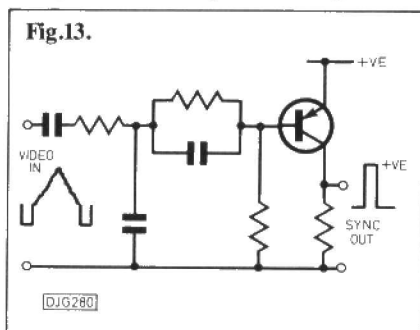 Fig.13.
+VE
VIDEO
IN
+VE
SYNC
OUT
DJG280